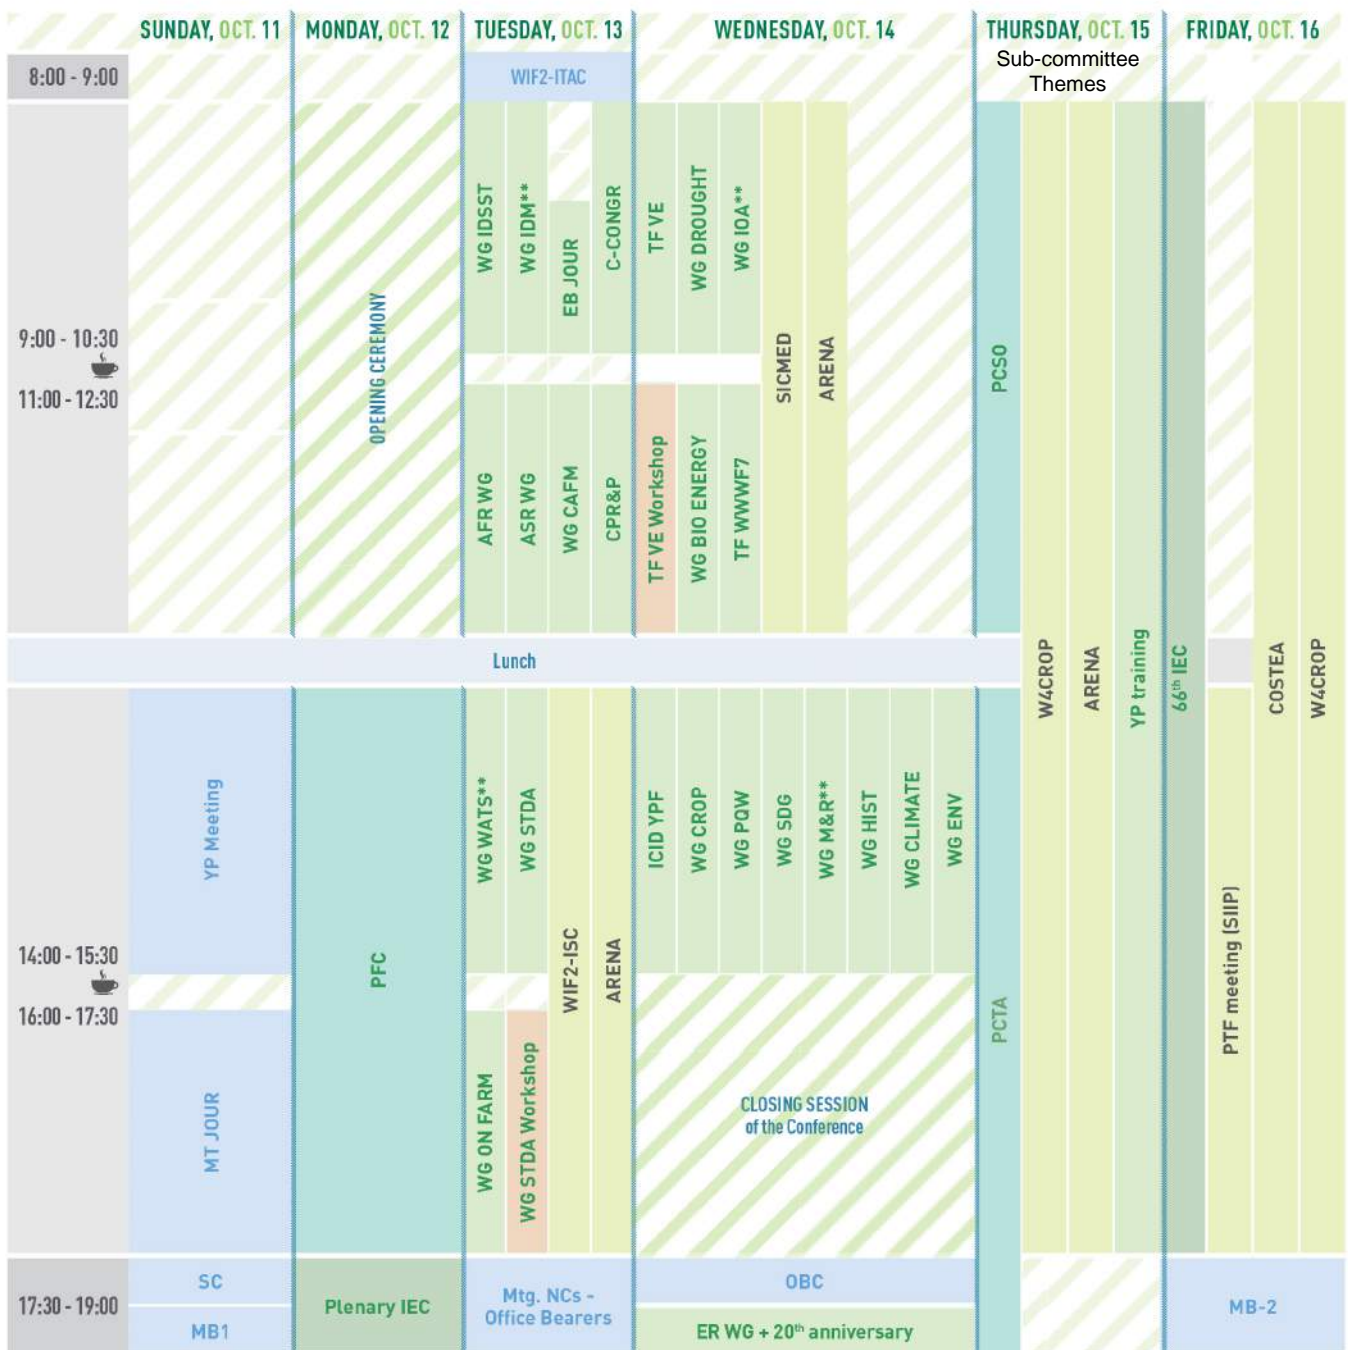 SUNDAY, OCT. 11
MONDAY, OCT. 12
TUESDAY, OCT. 13
WEDNESDAY, OCT. 14
THURSDAY, OCT. 15
FRIDAY, OCT. 16
8:00 - 9:00
WIF2-ITAC
Sub-committee
Themes
9:00 - 10:30
11:00 - 12:30
OPENING CEREMONY
WG IDSST
WG IDM**
EB JOUR
C-CONGR
TF VE
WG DROUGHT
WG IOA**
SICMED
ARENA
PCSO
AFR WG
ASR WG
WG CAFM
CPR&P
TF VE Workshop
WG BIO ENERGY
TF WWWF7
Lunch
W4CROP
ARENA
YP training
66th IEC
COSTEA
W4CROP
14:00 - 15:30
16:00 - 17:30
YP Meeting
MT JOUR
PFC
WG WATS**
WG STDA
WG ON FARM
WG STDA Workshop
WIF2-ISC
ARENA
ICID YPF
WG CROP
WG PQW
WG SDG
WG M&R**
WG HIST
WG CLIMATE
WG ENV
CLOSING SESSION
of the Conference
PCTA
PTF meeting (SIIP)
17:30 - 19:00
SC
MB1
Plenary IEC
Mtg. NCs -
Office Bearers
OBC
ER WG + 20th anniversary
MB-2